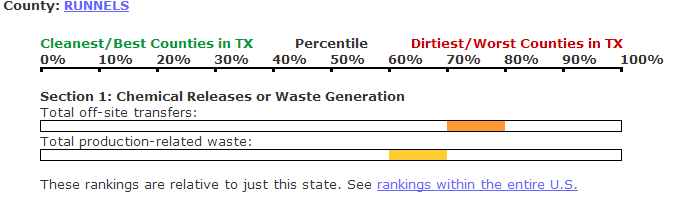 County: RUNNELS
Cleanest/Best Counties in TX Percentile Dirtiest/Worst Counties in TX
0% 10% 20% 30% 40% 50% 60% 70% 80% 90% 100%
Section 1: Chemical Releases or Waste Generation
Total off-site transfers:
Total production-related waste:
These rankings are relative to just this state. See rankings within the entire U.S.